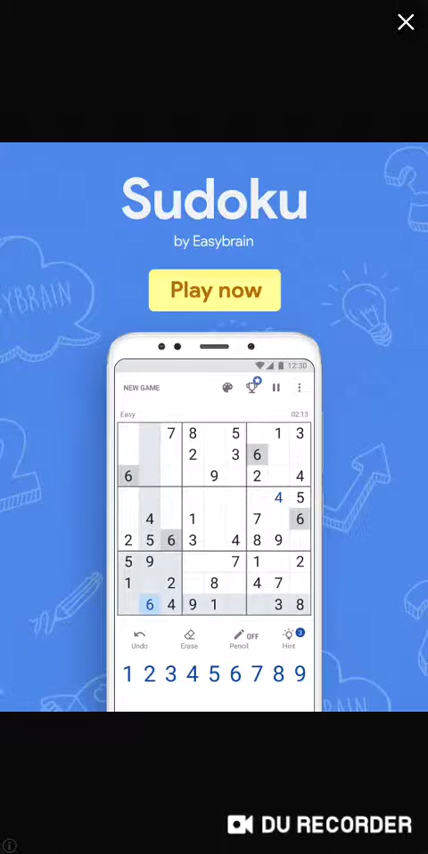 Sudoku
by Easybrain
Play now
12:30
NEW GAME
Easy 02:13
7 8 5 1 3
2 3 6
6 9 2 4
4 5
4 1 7 6
2 5 6 3 4 8 9
5 9 7 1 2
1 2 8 4 7
6 4 9 1 3 8
OFF 3
Undo Erase Pencil Hint
1 2 3 4 5 6 7 8 9
DU RECORDER